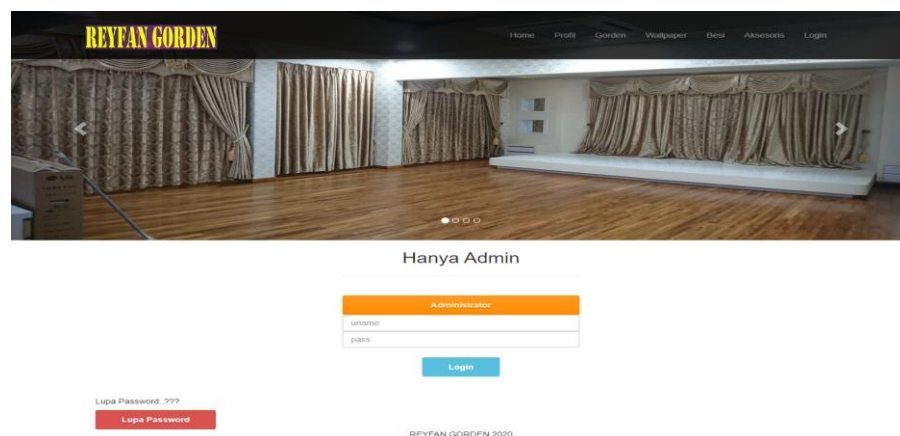 REYFAN GORDEN
Home Profil Gorden Wallpaper Besi Aksesoris Login
LG
Hanya Admin
Administrator
uname
pass
Login
Lupa Password..???
Lupa Password
REYFAN GORDEN 2020